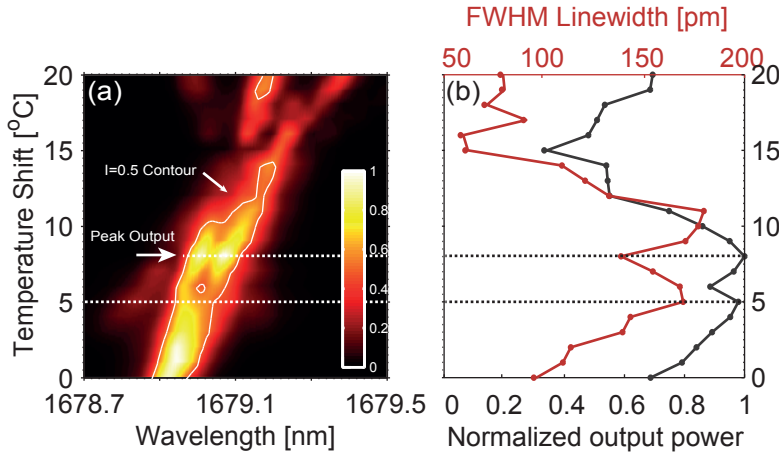 FWHM Linewidth [pm]
50 100 150 200
(a)
(b)
Temperature Shift [°C]
20
15
10
5
0
I=0.5 Contour
Peak Output
1
0.8
0.6
0.4
0.2
0
1678.7 1679.1 1679.5
Wavelength [nm]
20
15
10
5
0
0 0.2 0.4 0.6 0.8 1
Normalized output power